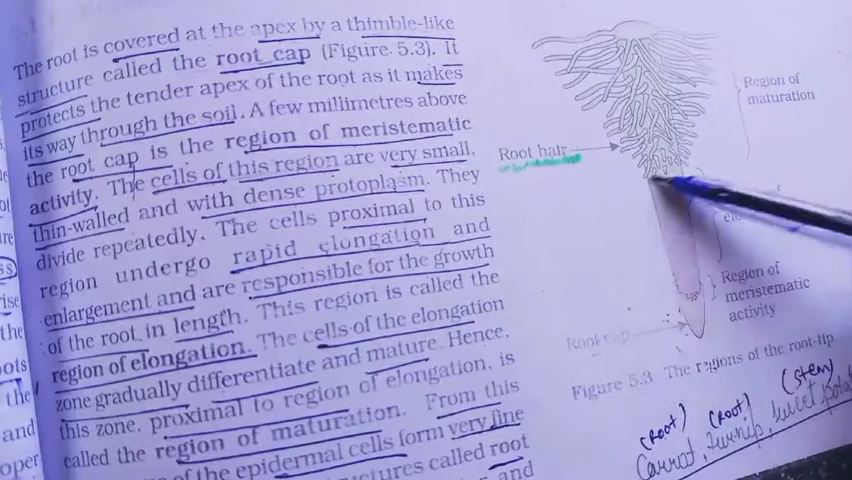 The root is covered at the apex by a thimble-like
structure called the root cap (Figure. 5.3). It
protects the tender apex of the root as it makes
its way through the soil. A few millimetres above
the root cap is the region of meristematic
activity. The cells of this region are very small,
thin-walled and with dense protoplasm. They
divide repeatedly. The cells proximal to this
region undergo rapid elongation and
enlargement and are responsible for the growth
of the root in length. This region is called the
region of elongation. The cells of the elongation
zone gradually differentiate and mature. Hence,
this zone, proximal to region of elongation, is
called the region of maturation. From this
of the epidermal cells form very fine
called root
and
Region of
maturation
Root hair
Region of
meristematic
activity
Root cap
Figure 5.3 The regions of the root-tip
(root) (root) (stem)
Carrot, turnip, sweet
rise
the
the
and